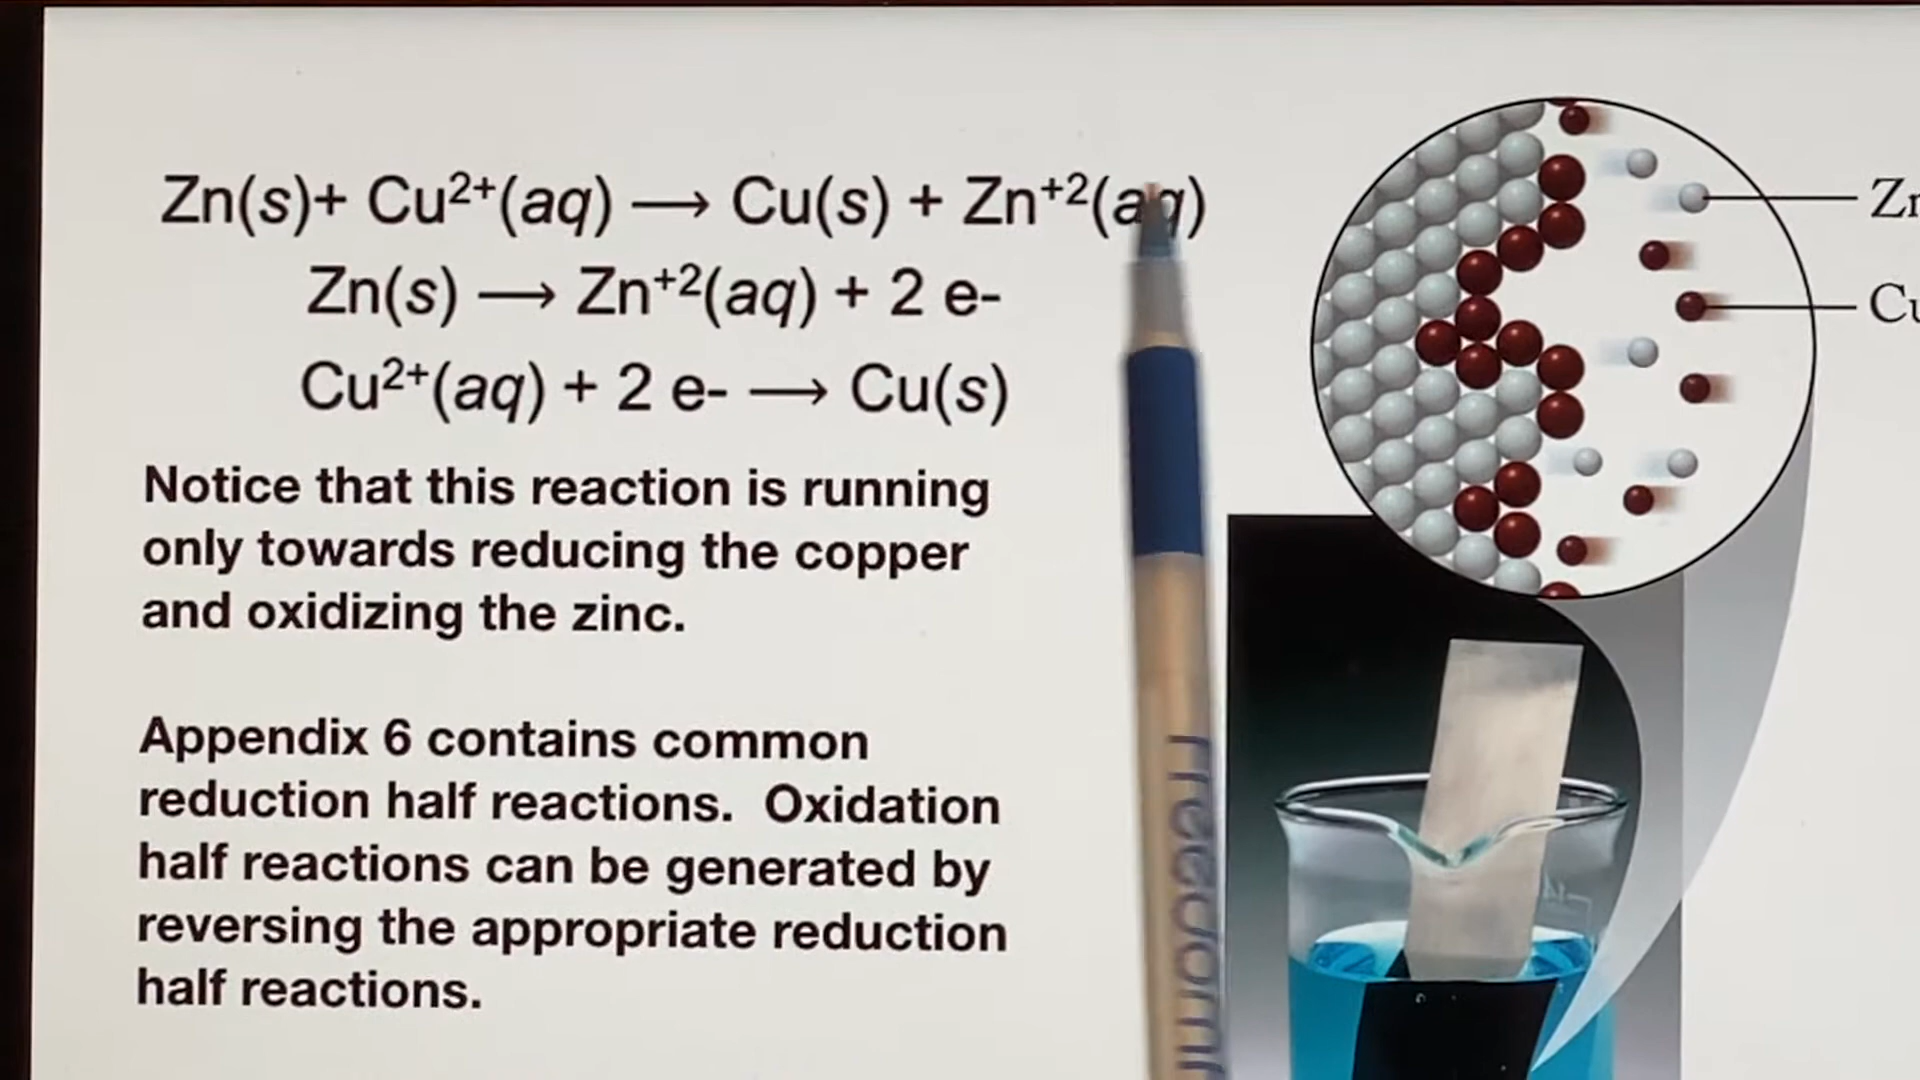 Zn(s)+ Cu²⁺(aq) ⟶ Cu(s) + Zn⁺²(aq)
Zn(s) ⟶ Zn⁺²(aq) + 2 e-
Cu²⁺(aq) + 2 e- ⟶ Cu(s)
Notice that this reaction is running
only towards reducing the copper
and oxidizing the zinc.
Appendix 6 contains common
reduction half reactions. Oxidation
half reactions can be generated by
reversing the appropriate reduction
half reactions.
Zn
Cu